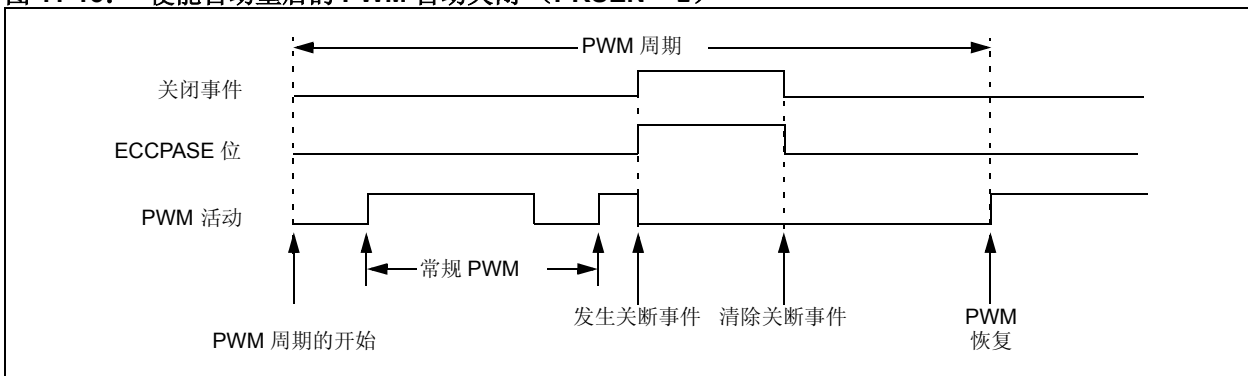 PWM 周期
关闭事件
ECCPASE 位
PWM 活动
常规 PWM
发生关断事件 清除关断事件 PWM
恢复
PWM 周期的开始